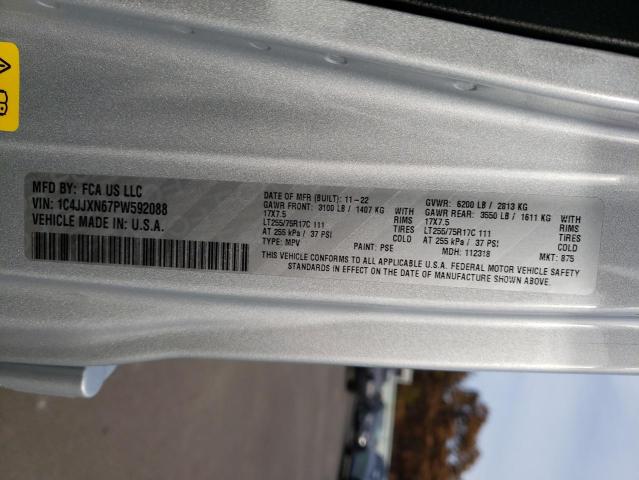 MFD BY: FCA US LLC
VIN: 1C4JJXN67PW592088
VEHICLE MADE IN: U.S.A.
DATE OF MFR (BUILT): 11-22
GAWR FRONT: 3100 LB / 1407 KG WITH
17X7.5 RIMS
LT255/75R17C 111 TIRES
AT 255 kPa / 37 PSI COLD
TYPE: MPV PAINT: PSE
GVWR: 6200 LB / 2813 KG
GAWR REAR: 3550 LB / 1611 KG WITH
17X7.5 RIMS
LT255/75R17C 111 TIRES
AT 255 kPa / 37 PSI COLD
MDH: 112318 MKT: 875
THIS VEHICLE CONFORMS TO ALL APPLICABLE U.S.A. FEDERAL MOTOR VEHICLE SAFETY
STANDARDS IN EFFECT ON THE DATE OF MANUFACTURE SHOWN ABOVE.